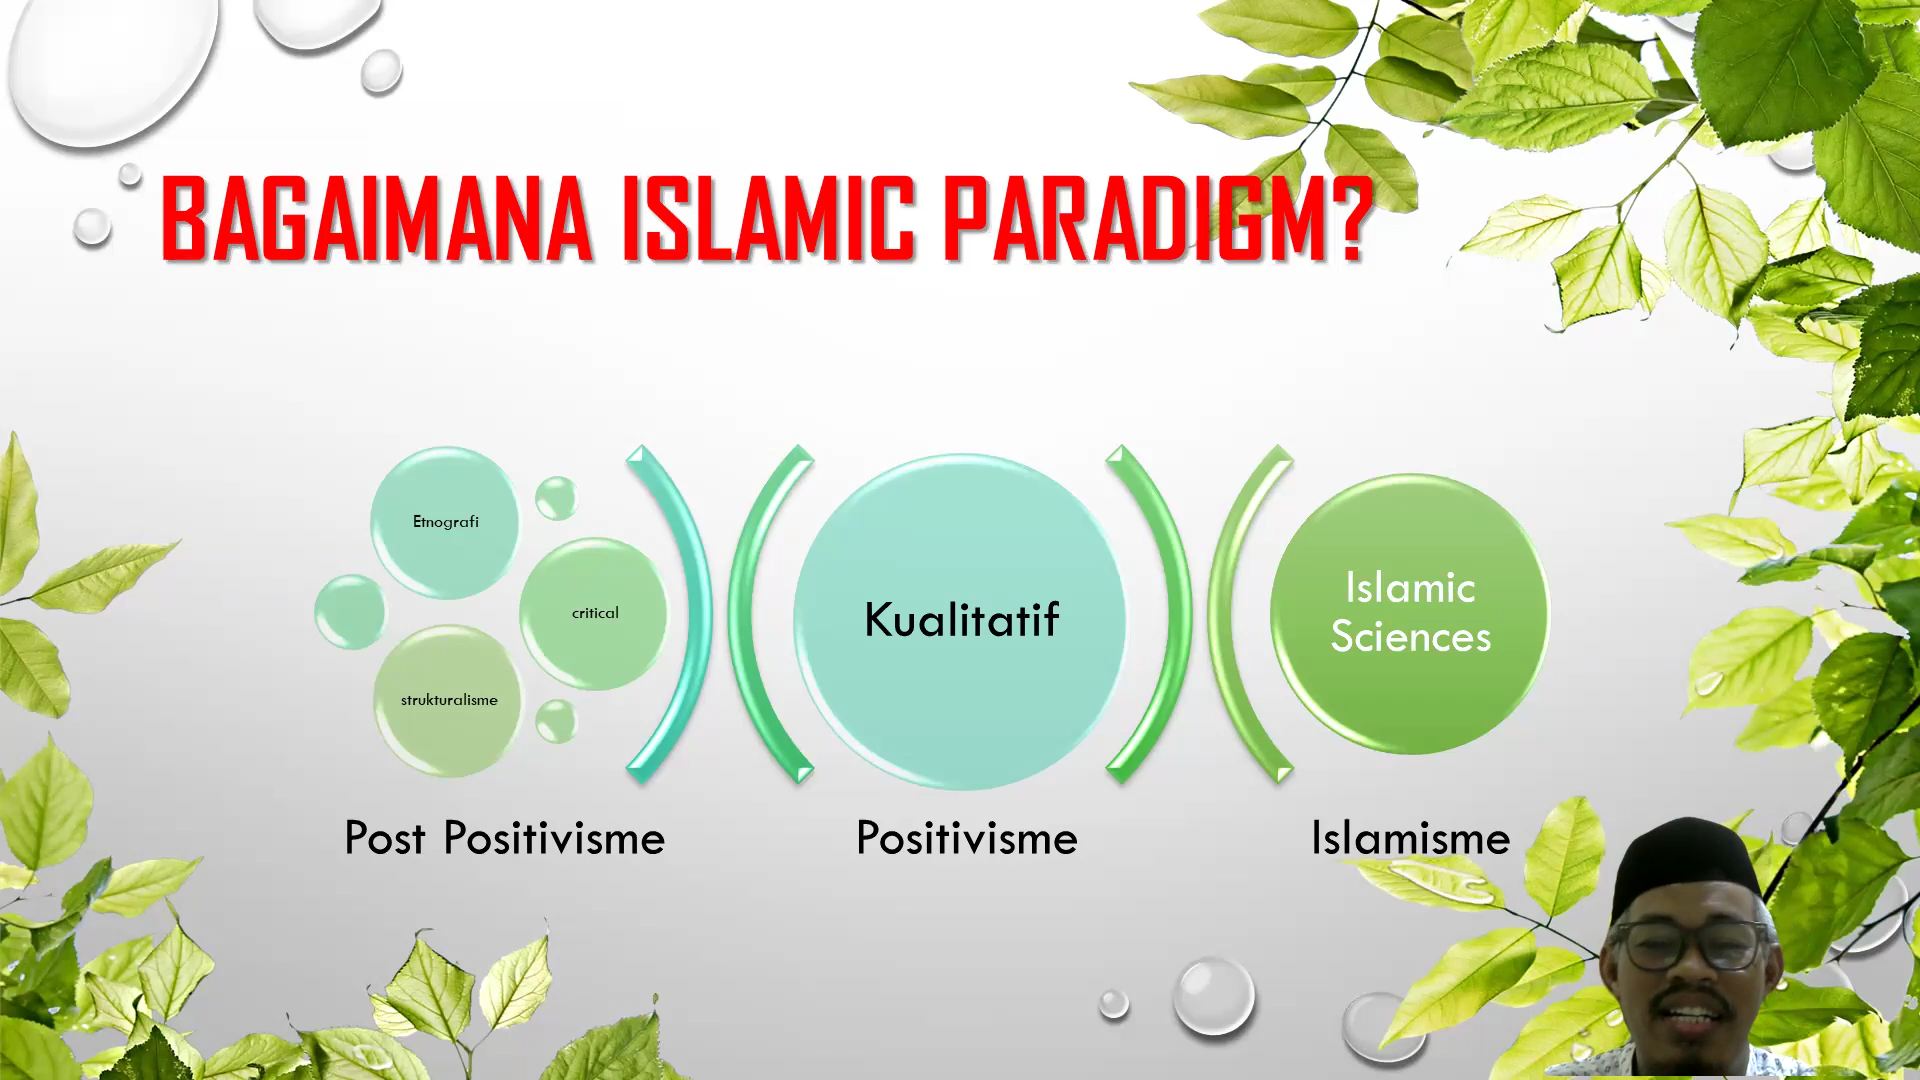 BAGAIMANA ISLAMIC PARADIGM?
Etnografi
critical
strukturalisme
Post Positivisme
Kualitatif
Positivisme
Islamic
Sciences
Islamisme